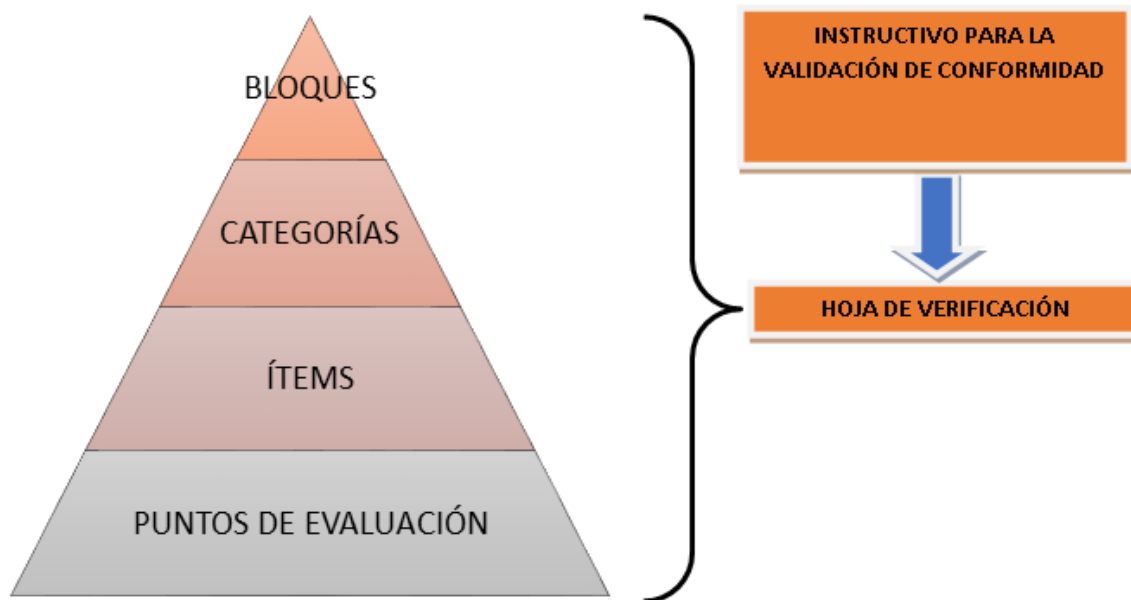 BLOQUES
CATEGORÍAS
ÍTEMS
PUNTOS DE EVALUACIÓN
INSTRUCTIVO PARA LA
VALIDACIÓN DE CONFORMIDAD
HOJA DE VERIFICACIÓN